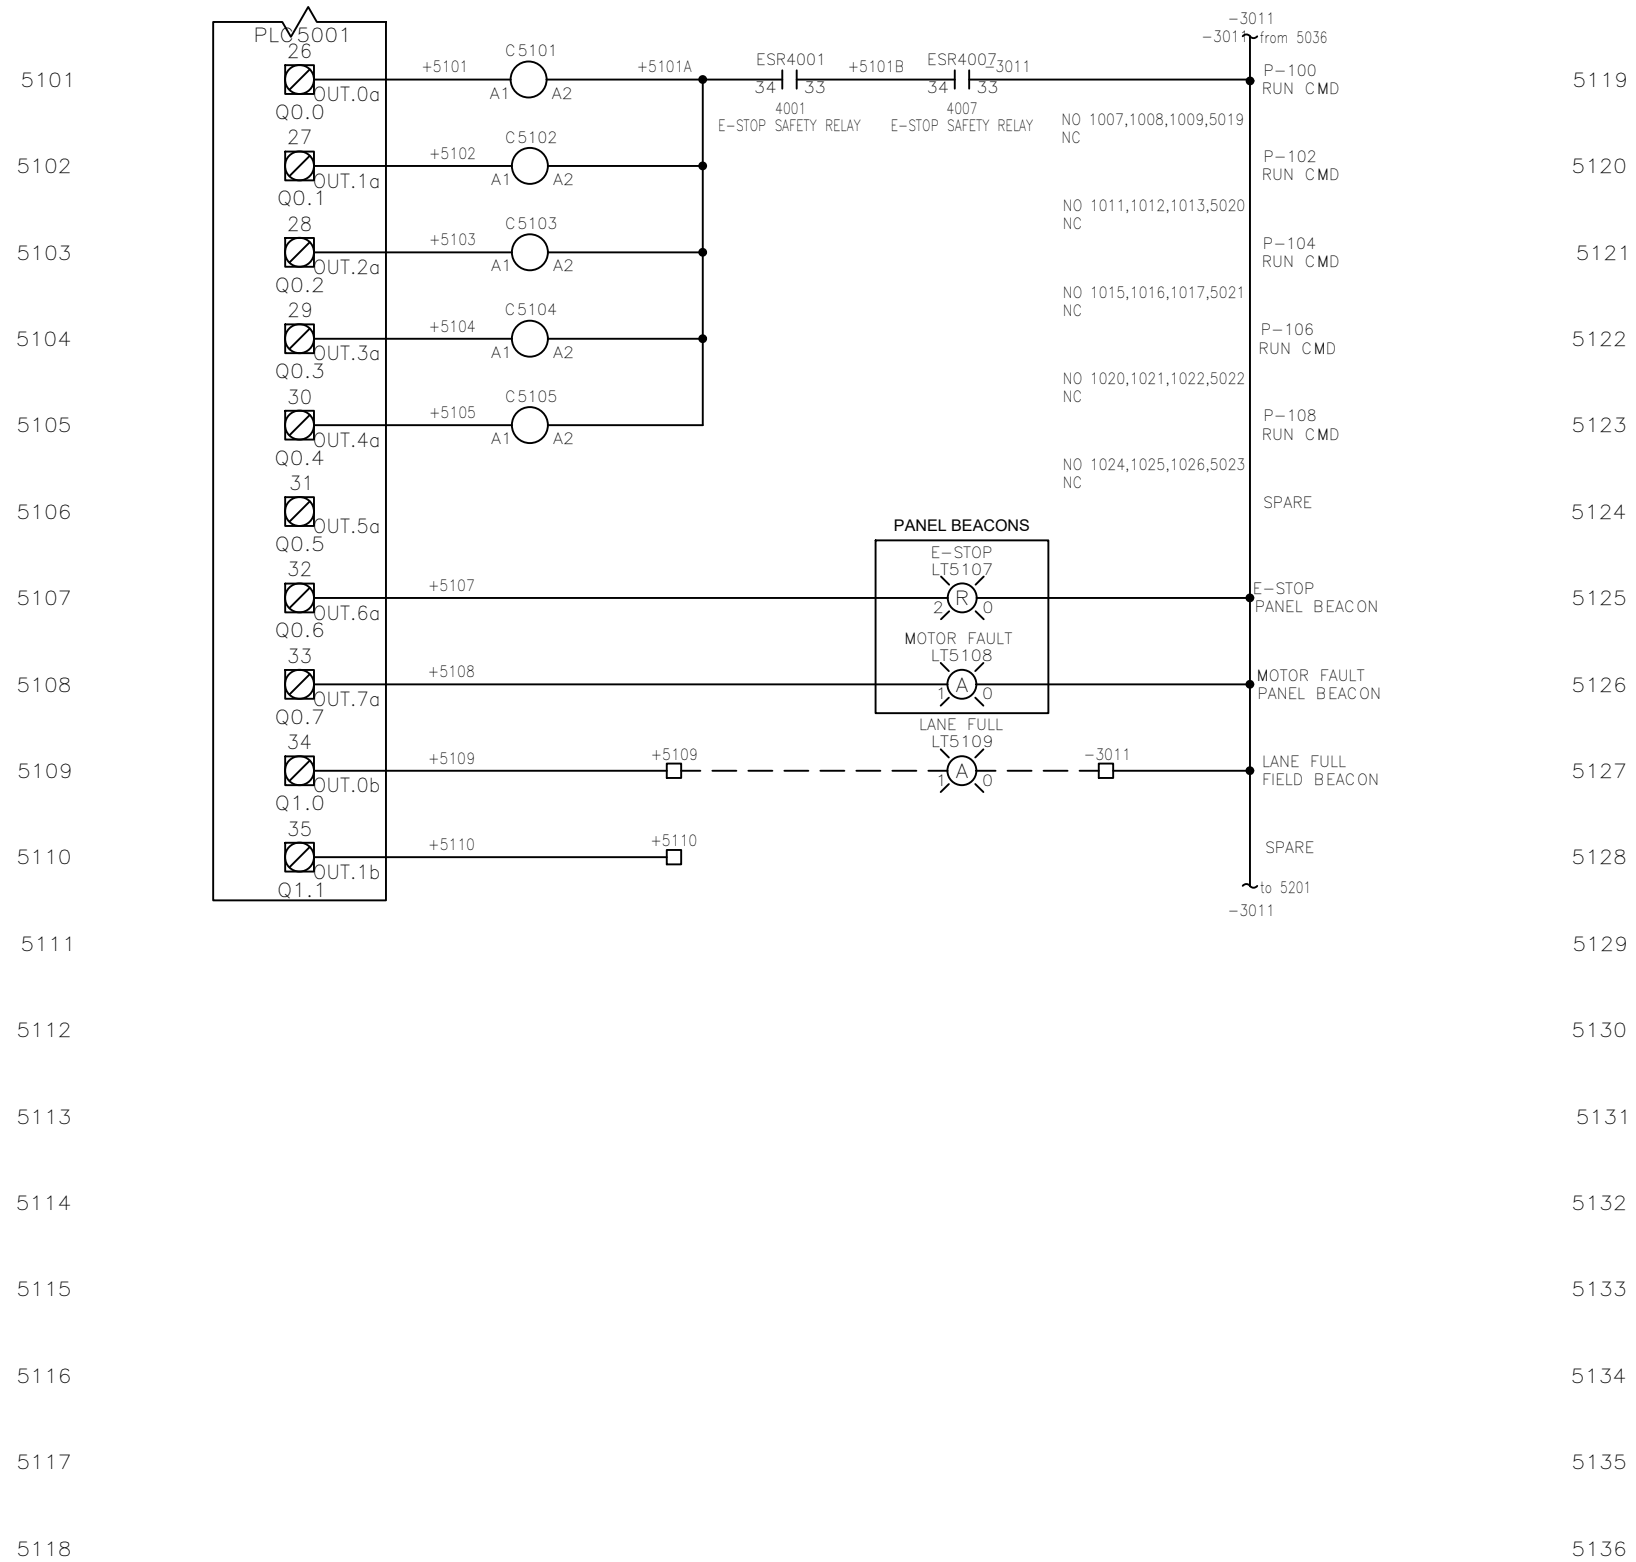 -3011
-3011 from 5036
PLC5001
26
5101 +5101 C5101 +5101A ESR4001 +5101B ESR4007 -3011 P-100 5119
OUT.0a A1 A2 34 33 34 33 RUN CMD
Q0.0 4001 4007
E-STOP SAFETY RELAY E-STOP SAFETY RELAY NO 1007,1008,1009,5019
NC
27
5102 +5102 C5102 P-102 5120
OUT.1a A1 A2 RUN CMD
Q0.1
NO 1011,1012,1013,5020
NC
28
5103 +5103 C5103 P-104 5121
OUT.2a A1 A2 RUN CMD
Q0.2
NO 1015,1016,1017,5021
NC
29
5104 +5104 C5104 P-106 5122
OUT.3a A1 A2 RUN CMD
Q0.3
NO 1020,1021,1022,5022
NC
30
5105 +5105 C5105 P-108 5123
OUT.4a A1 A2 RUN CMD
Q0.4
NO 1024,1025,1026,5023
NC
31
5106 SPARE 5124
OUT.5a
Q0.5
PANEL BEACONS
32 E-STOP
LT5107
5107 +5107 R E-STOP 5125
OUT.6a 2 0 PANEL BEACON
Q0.6
33 MOTOR FAULT
LT5108
5108 +5108 A MOTOR FAULT 5126
OUT.7a 1 0 PANEL BEACON
Q0.7
34 LANE FULL
LT5109
5109 +5109 +5109 A -3011 LANE FULL 5127
OUT.0b 1 0 FIELD BEACON
Q1.0
35
5110 +5110 +5110 SPARE 5128
OUT.1b
Q1.1 to 5201
-3011
5111 5129
5112 5130
5113 5131
5114 5132
5115 5133
5116 5134
5117 5135
5118 5136